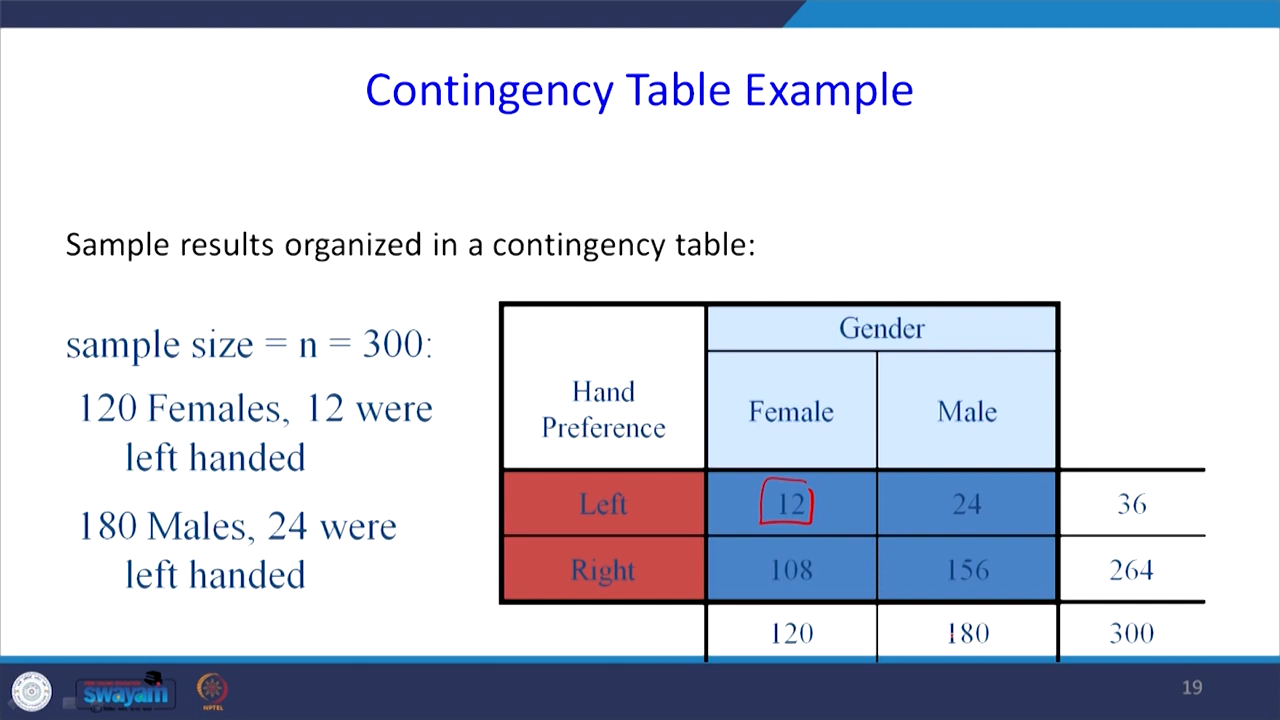 Contingency Table Example
Sample results organized in a contingency table:
sample size = n = 300:
120 Females, 12 were
left handed
180 Males, 24 were
left handed
Gender
Hand
Preference
Female
Male
Left
12
24
36
Right
108
156
264
120
180
300
swayam
NPTEL
19